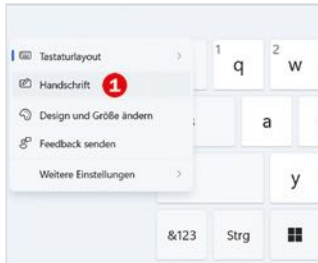 Tastaturlayout
Handschrift 1
Design und Größe ändern
Feedback senden
Weitere Einstellungen
1 q 2 w
a
y
&123 Strg